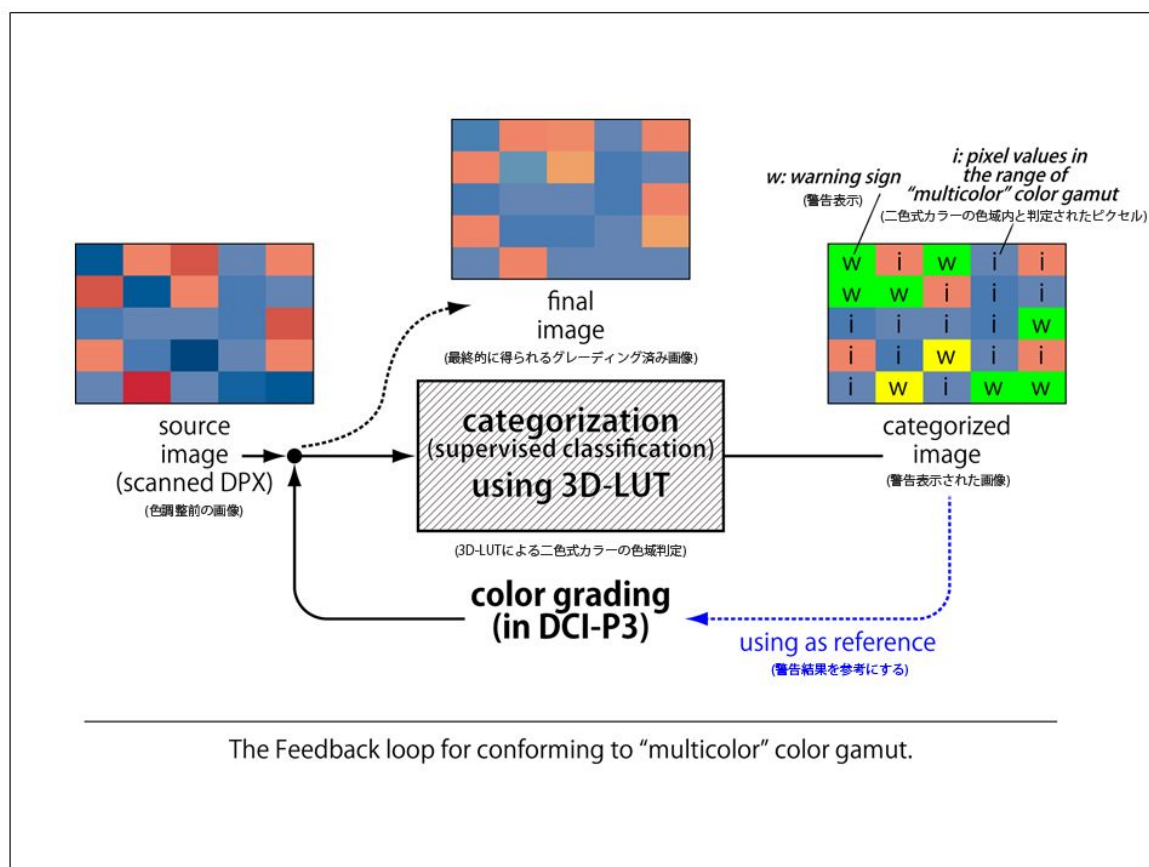 w: warning sign
(警告表示)
i: pixel values in
the range of
“multicolor” color gamut
(二色式カラーの色域内と判定されたピクセル)
w i w i i
w w i i i
i i i i w
i i w i i
i w i w w
final
image
(最終的に得られるグレーディング済み画像)
source
image
(scanned DPX)
(色調整前の画像)
categorization
(supervised classification)
using 3D-LUT
(3D-LUTによる二色式カラーの色域判定)
categorized
image
(警告表示された画像)
color grading
(in DCI-P3)
using as reference
(警告結果を参考にする)
The Feedback loop for conforming to “multicolor” color gamut.